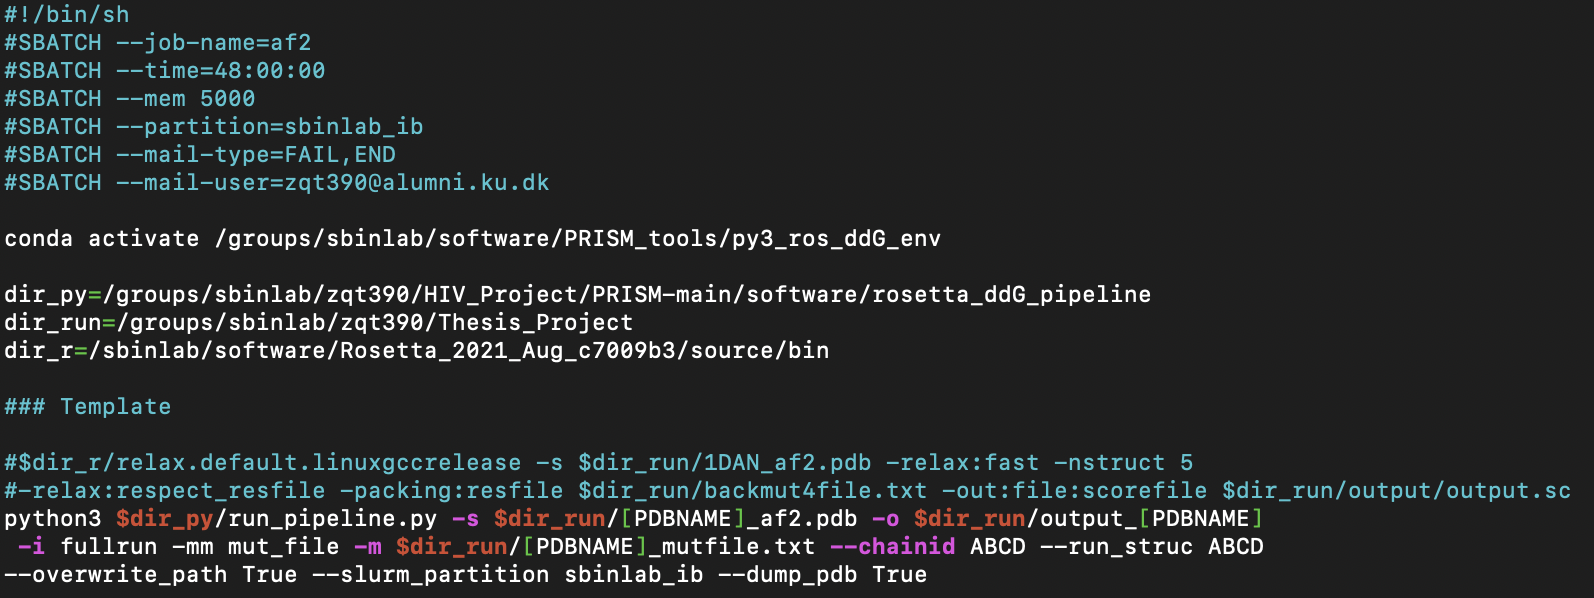 #!/bin/sh
#SBATCH --job-name=af2
#SBATCH --time=48:00:00
#SBATCH --mem 5000
#SBATCH --partition=sbinlab_ib
#SBATCH --mail-type=FAIL,END
#SBATCH --mail-user=zqt390@alumni.ku.dk
conda activate /groups/sbinlab/software/PRISM_tools/py3_ros_ddG_env
dir_py=/groups/sbinlab/zqt390/HIV_Project/PRISM-main/software/rosetta_ddG_pipeline
dir_run=/groups/sbinlab/zqt390/Thesis_Project
dir_r=/sbinlab/software/Rosetta_2021_Aug_c7009b3/source/bin
### Template
#$dir_r/relax.default.linuxgccrelease -s $dir_run/1DAN_af2.pdb -relax:fast -nstruct 5
#-relax:respect_resfile -packing:resfile $dir_run/backmut4file.txt -out:file:scorefile $dir_run/output/output.sc
python3 $dir_py/run_pipeline.py -s $dir_run/[PDBNAME]_af2.pdb -o $dir_run/output_[PDBNAME]
-i fullrun -mm mut_file -m $dir_run/[PDBNAME]_mutfile.txt --chainid ABCD --run_struc ABCD
--overwrite_path True --slurm_partition sbinlab_ib --dump_pdb True